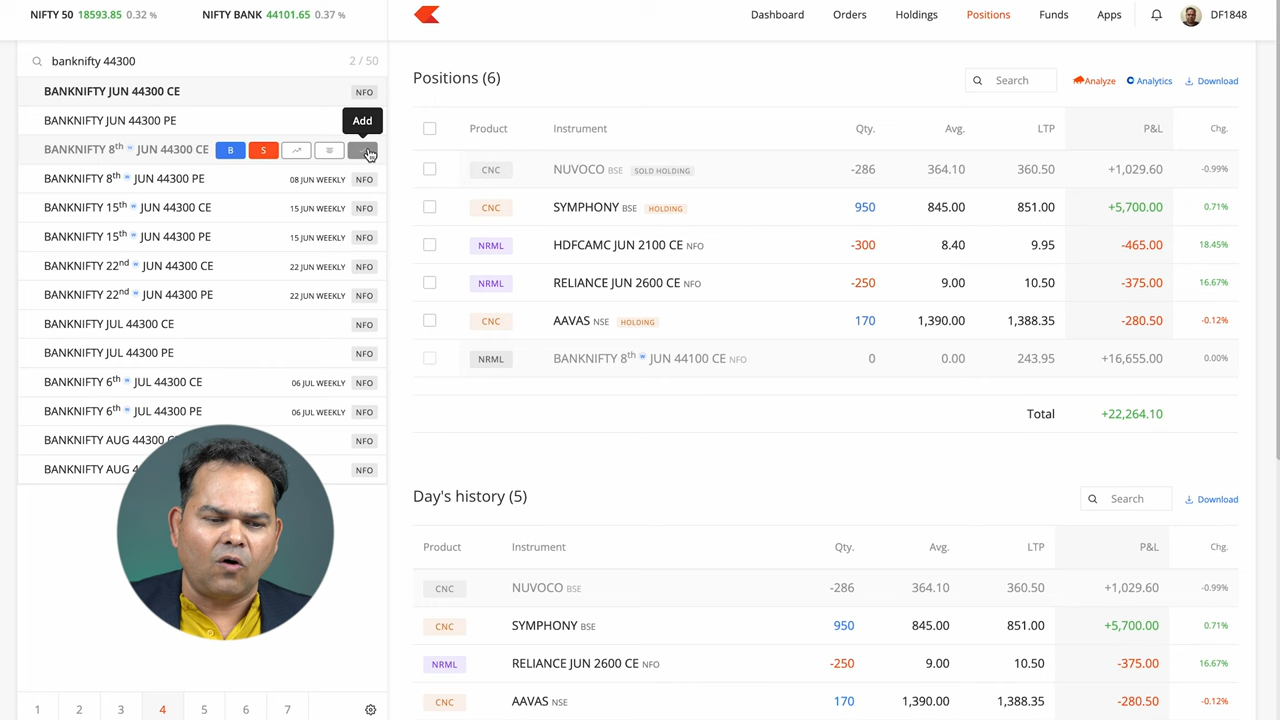 NIFTY 50 18593.85 0.32 % NIFTY BANK 44101.65 0.37 %
Dashboard Orders Holdings Positions Funds Apps DF1848
banknifty 44300 2 / 50
BANKNIFTY JUN 44300 CE NFO
BANKNIFTY JUN 44300 PE
Add
BANKNIFTY 8th w JUN 44300 CE B S
BANKNIFTY 8th w JUN 44300 PE 08 JUN WEEKLY NFO
BANKNIFTY 15th w JUN 44300 CE 15 JUN WEEKLY NFO
BANKNIFTY 15th w JUN 44300 PE 15 JUN WEEKLY NFO
BANKNIFTY 22nd w JUN 44300 CE 22 JUN WEEKLY NFO
BANKNIFTY 22nd w JUN 44300 PE 22 JUN WEEKLY NFO
BANKNIFTY JUL 44300 CE NFO
BANKNIFTY JUL 44300 PE NFO
BANKNIFTY 6th w JUL 44300 CE 06 JUL WEEKLY NFO
BANKNIFTY 6th w JUL 44300 PE 06 JUL WEEKLY NFO
BANKNIFTY AUG 44300 NFO
BANKNIFTY AUG 4 NFO
1 2 3 4 5 6 7
Positions (6)
Search Analyze Analytics Download
Product Instrument Qty. Avg. LTP P&L Chg.
CNC NUVOCO BSE SOLD HOLDING -286 364.10 360.50 +1,029.60 -0.99%
CNC SYMPHONY BSE HOLDING 950 845.00 851.00 +5,700.00 0.71%
NRML HDFCAMC JUN 2100 CE NFO -300 8.40 9.95 -465.00 18.45%
NRML RELIANCE JUN 2600 CE NFO -250 9.00 10.50 -375.00 16.67%
CNC AAVAS NSE HOLDING 170 1,390.00 1,388.35 -280.50 -0.12%
NRML BANKNIFTY 8th w JUN 44100 CE NFO 0 0.00 243.95 +16,655.00 0.00%
Total +22,264.10
Day's history (5)
Search Download
Product Instrument Qty. Avg. LTP P&L Chg.
CNC NUVOCO BSE -286 364.10 360.50 +1,029.60 -0.99%
CNC SYMPHONY BSE 950 845.00 851.00 +5,700.00 0.71%
NRML RELIANCE JUN 2600 CE NFO -250 9.00 10.50 -375.00 16.67%
CNC AAVAS NSE 170 1,390.00 1,388.35 -280.50 -0.12%